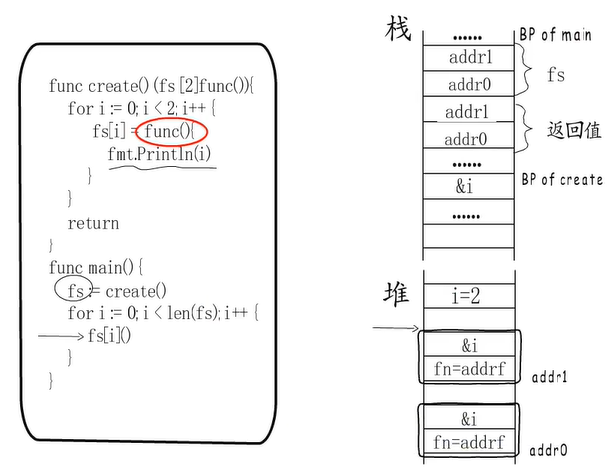 func create() (fs [2]func()){
for i := 0; i < 2; i++ {
fs[i] = func(){
fmt.Println(i)
}
}
return
}
func main() {
fs := create()
for i := 0; i < len(fs); i++ {
fs[i]()
}
}
栈
...... BP of main
addr1
addr0
fs
addr1
addr0
返回值
......
&i BP of create
......
堆
i=2
&i
fn=addrf
addr1
&i
fn=addrf
addr0